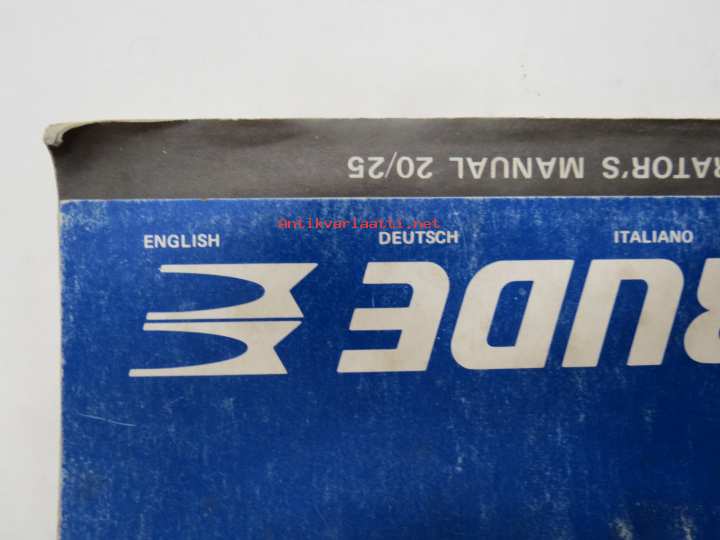 RATOR'S MANUAL 20/25
Antikvariaatti.net
ENGLISH DEUTSCH ITALIANO
RUDE